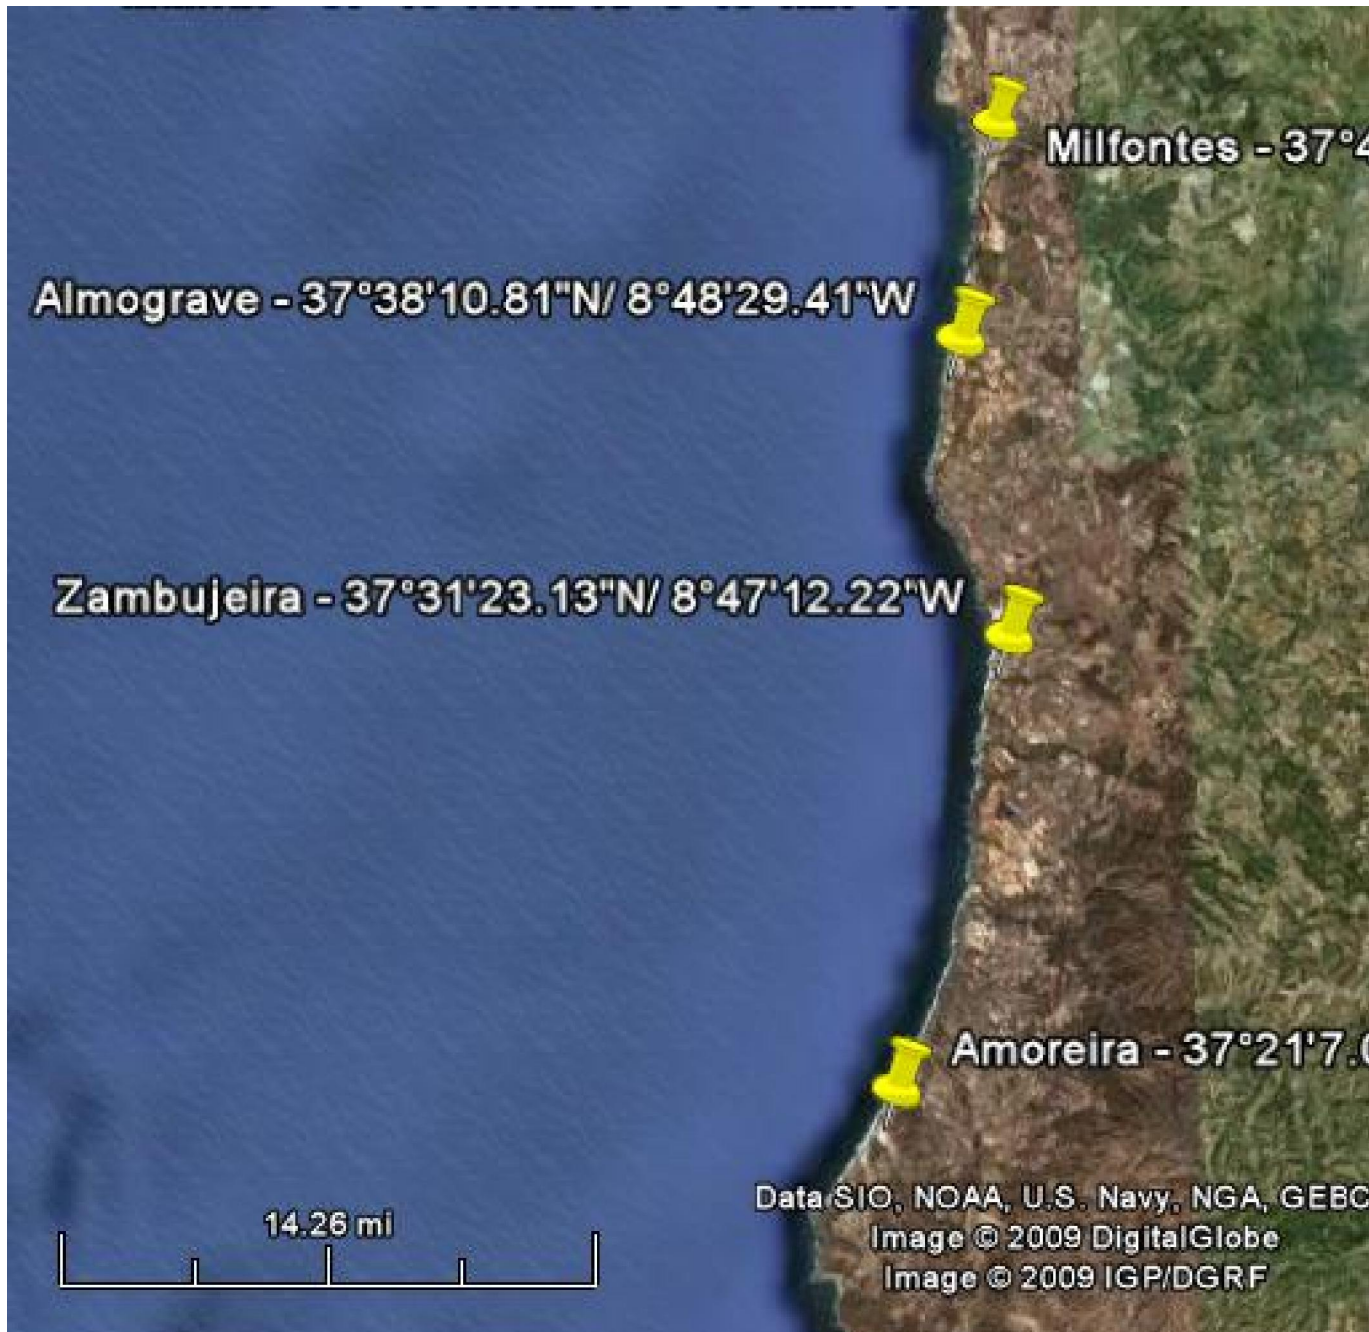 Milfontes - 37°4
Almograve - 37°38'10.81"N/ 8°48'29.41"W
Zambujeira - 37°31'23.13"N/ 8°47'12.22"W
Amoreira - 37°21'7.0
Data SIO, NOAA, U.S. Navy, NGA, GEBC
14.26 mi
Image © 2009 DigitalGlobe
Image © 2009 IGP/DGRF